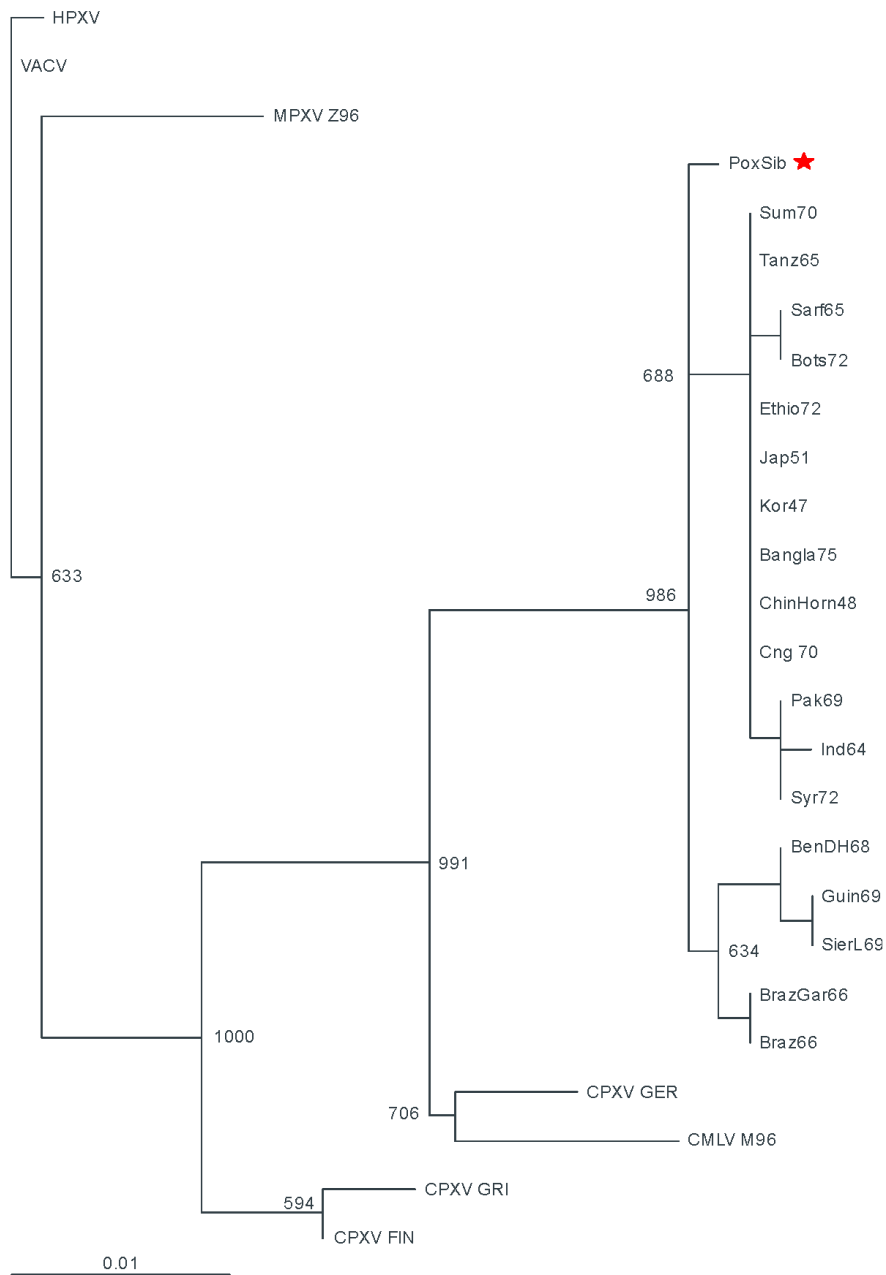 HPXV
VACV
MPXV Z96
PoxSib
Sum70
Tanz65
Sarf65
Bots72
688
Ethio72
Jap51
Kor47
Bangla75
633
986
ChinHorn48
Cng 70
Pak69
Ind64
Syr72
BenDH68
991
Guin69
SierL69
634
BrazGar66
1000
Braz66
CPXV GER
706
CMLV M96
CPXV GRI
594
CPXV FIN
0.01